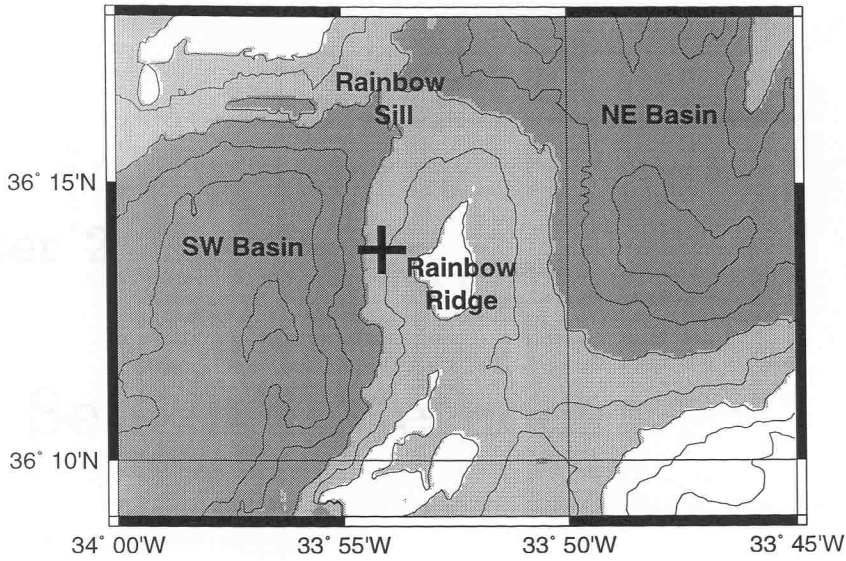 Rainbow
Sill
NE Basin
36° 15'N
SW Basin
Rainbow
Ridge
36° 10'N
34° 00'W
33° 55'W
33° 50'W
33° 45'W